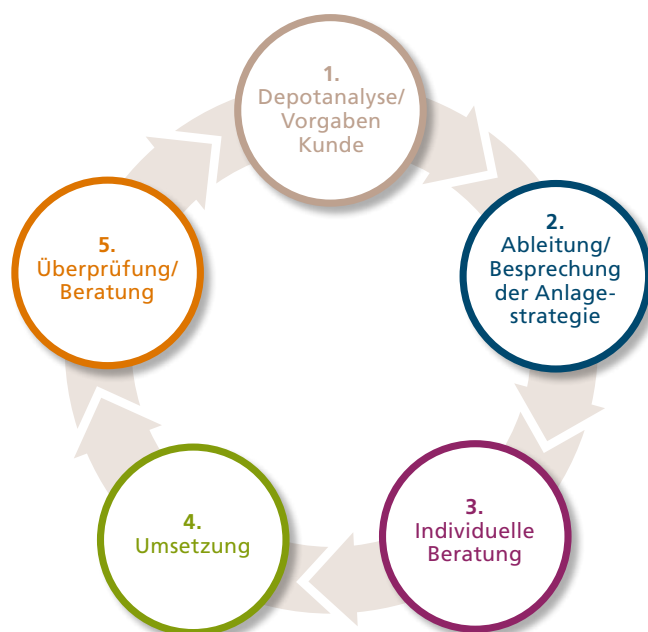 1.
Depotanalyse/
Vorgaben
Kunde
2.
Ableitung/
Besprechung
der Anlage-
strategie
3.
Individuelle
Beratung
4.
Umsetzung
5.
Überprüfung/
Beratung